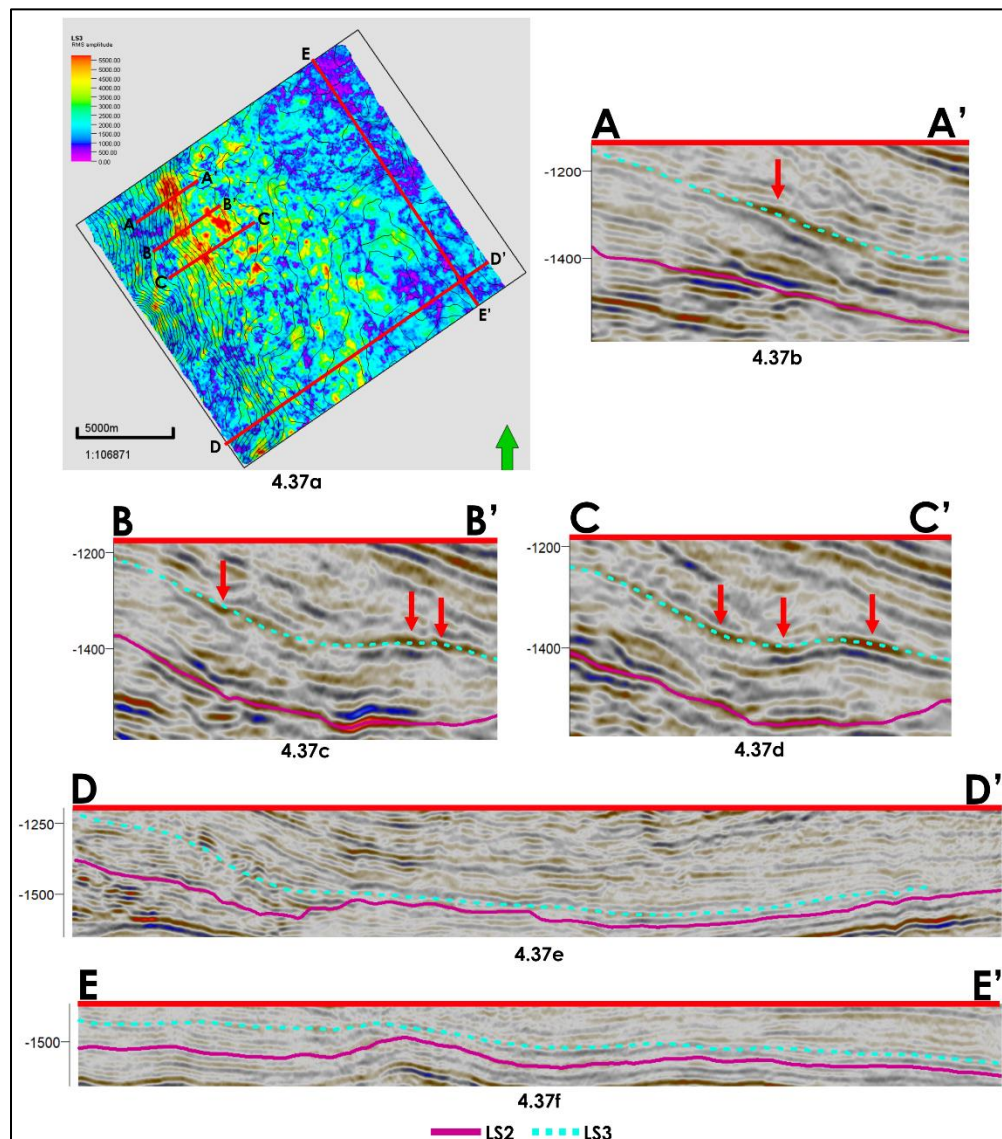 LS3
RMS amplitude
5500.00
5000.00
4500.00
4000.00
3500.00
3000.00
2500.00
2000.00
1500.00
1000.00
500.00
0.00
E
A'
A
B'
B
C'
C
D'
E'
D
5000m
1:106871
4.37a
A A'
-1200
-1400
4.37b
B B'
-1200
-1400
4.37c
C C'
-1200
-1400
4.37d
D D'
-1250
-1500
4.37e
E E'
-1500
4.37f
LS2 LS3